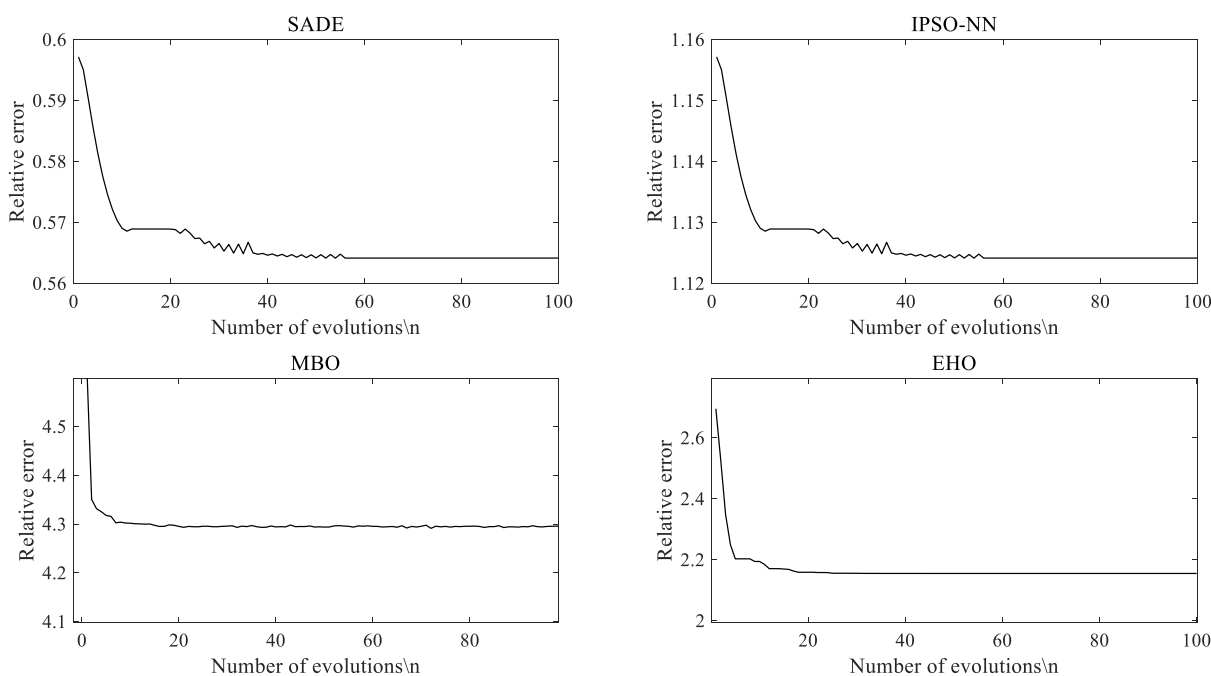 SADE
0.6
0.59
0.58
0.57
0.56
Relative error
0 20 40 60 80 100
Number of evolutions\n
IPSO-NN
1.16
1.15
1.14
1.13
1.12
Relative error
0 20 40 60 80 100
Number of evolutions\n
MBO
4.5
4.4
4.3
4.2
4.1
Relative error
0 20 40 60 80
Number of evolutions\n
EHO
2.6
2.4
2.2
2
Relative error
20 40 60 80 100
Number of evolutions\n